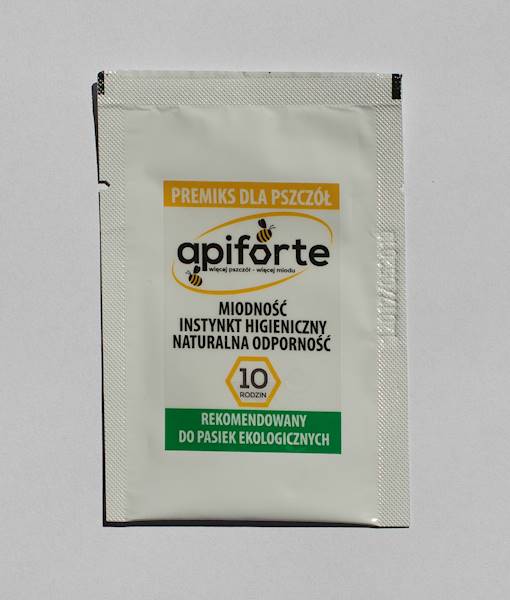 PREMIKS DLA PSZCZÓŁ
apiforte
więcej pszczół - więcej miodu
MIODNOŚĆ
INSTYNKT HIGIENICZNY
NATURALNA ODPORNOŚĆ
10
RODZIN
REKOMENDOWANY
DO PASIEK EKOLOGICZNYCH